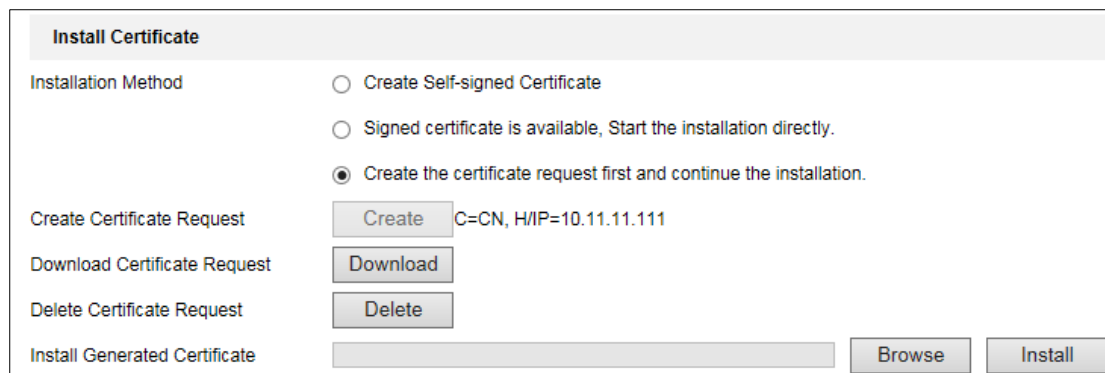 Install Certificate
Installation Method
Create Self-signed Certificate
Signed certificate is available, Start the installation directly.
Create the certificate request first and continue the installation.
Create Certificate Request Create C=CN, H/IP=10.11.11.111
Download Certificate Request Download
Delete Certificate Request Delete
Install Generated Certificate Browse Install